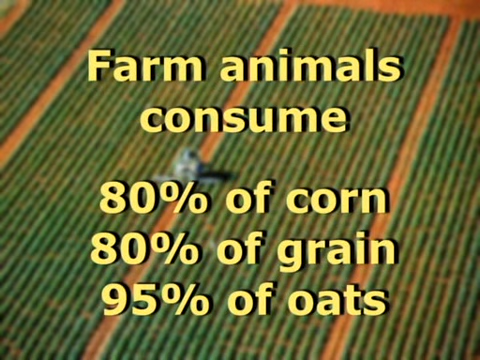 Farm animals
consume
80% of corn
80% of grain
95% of oats